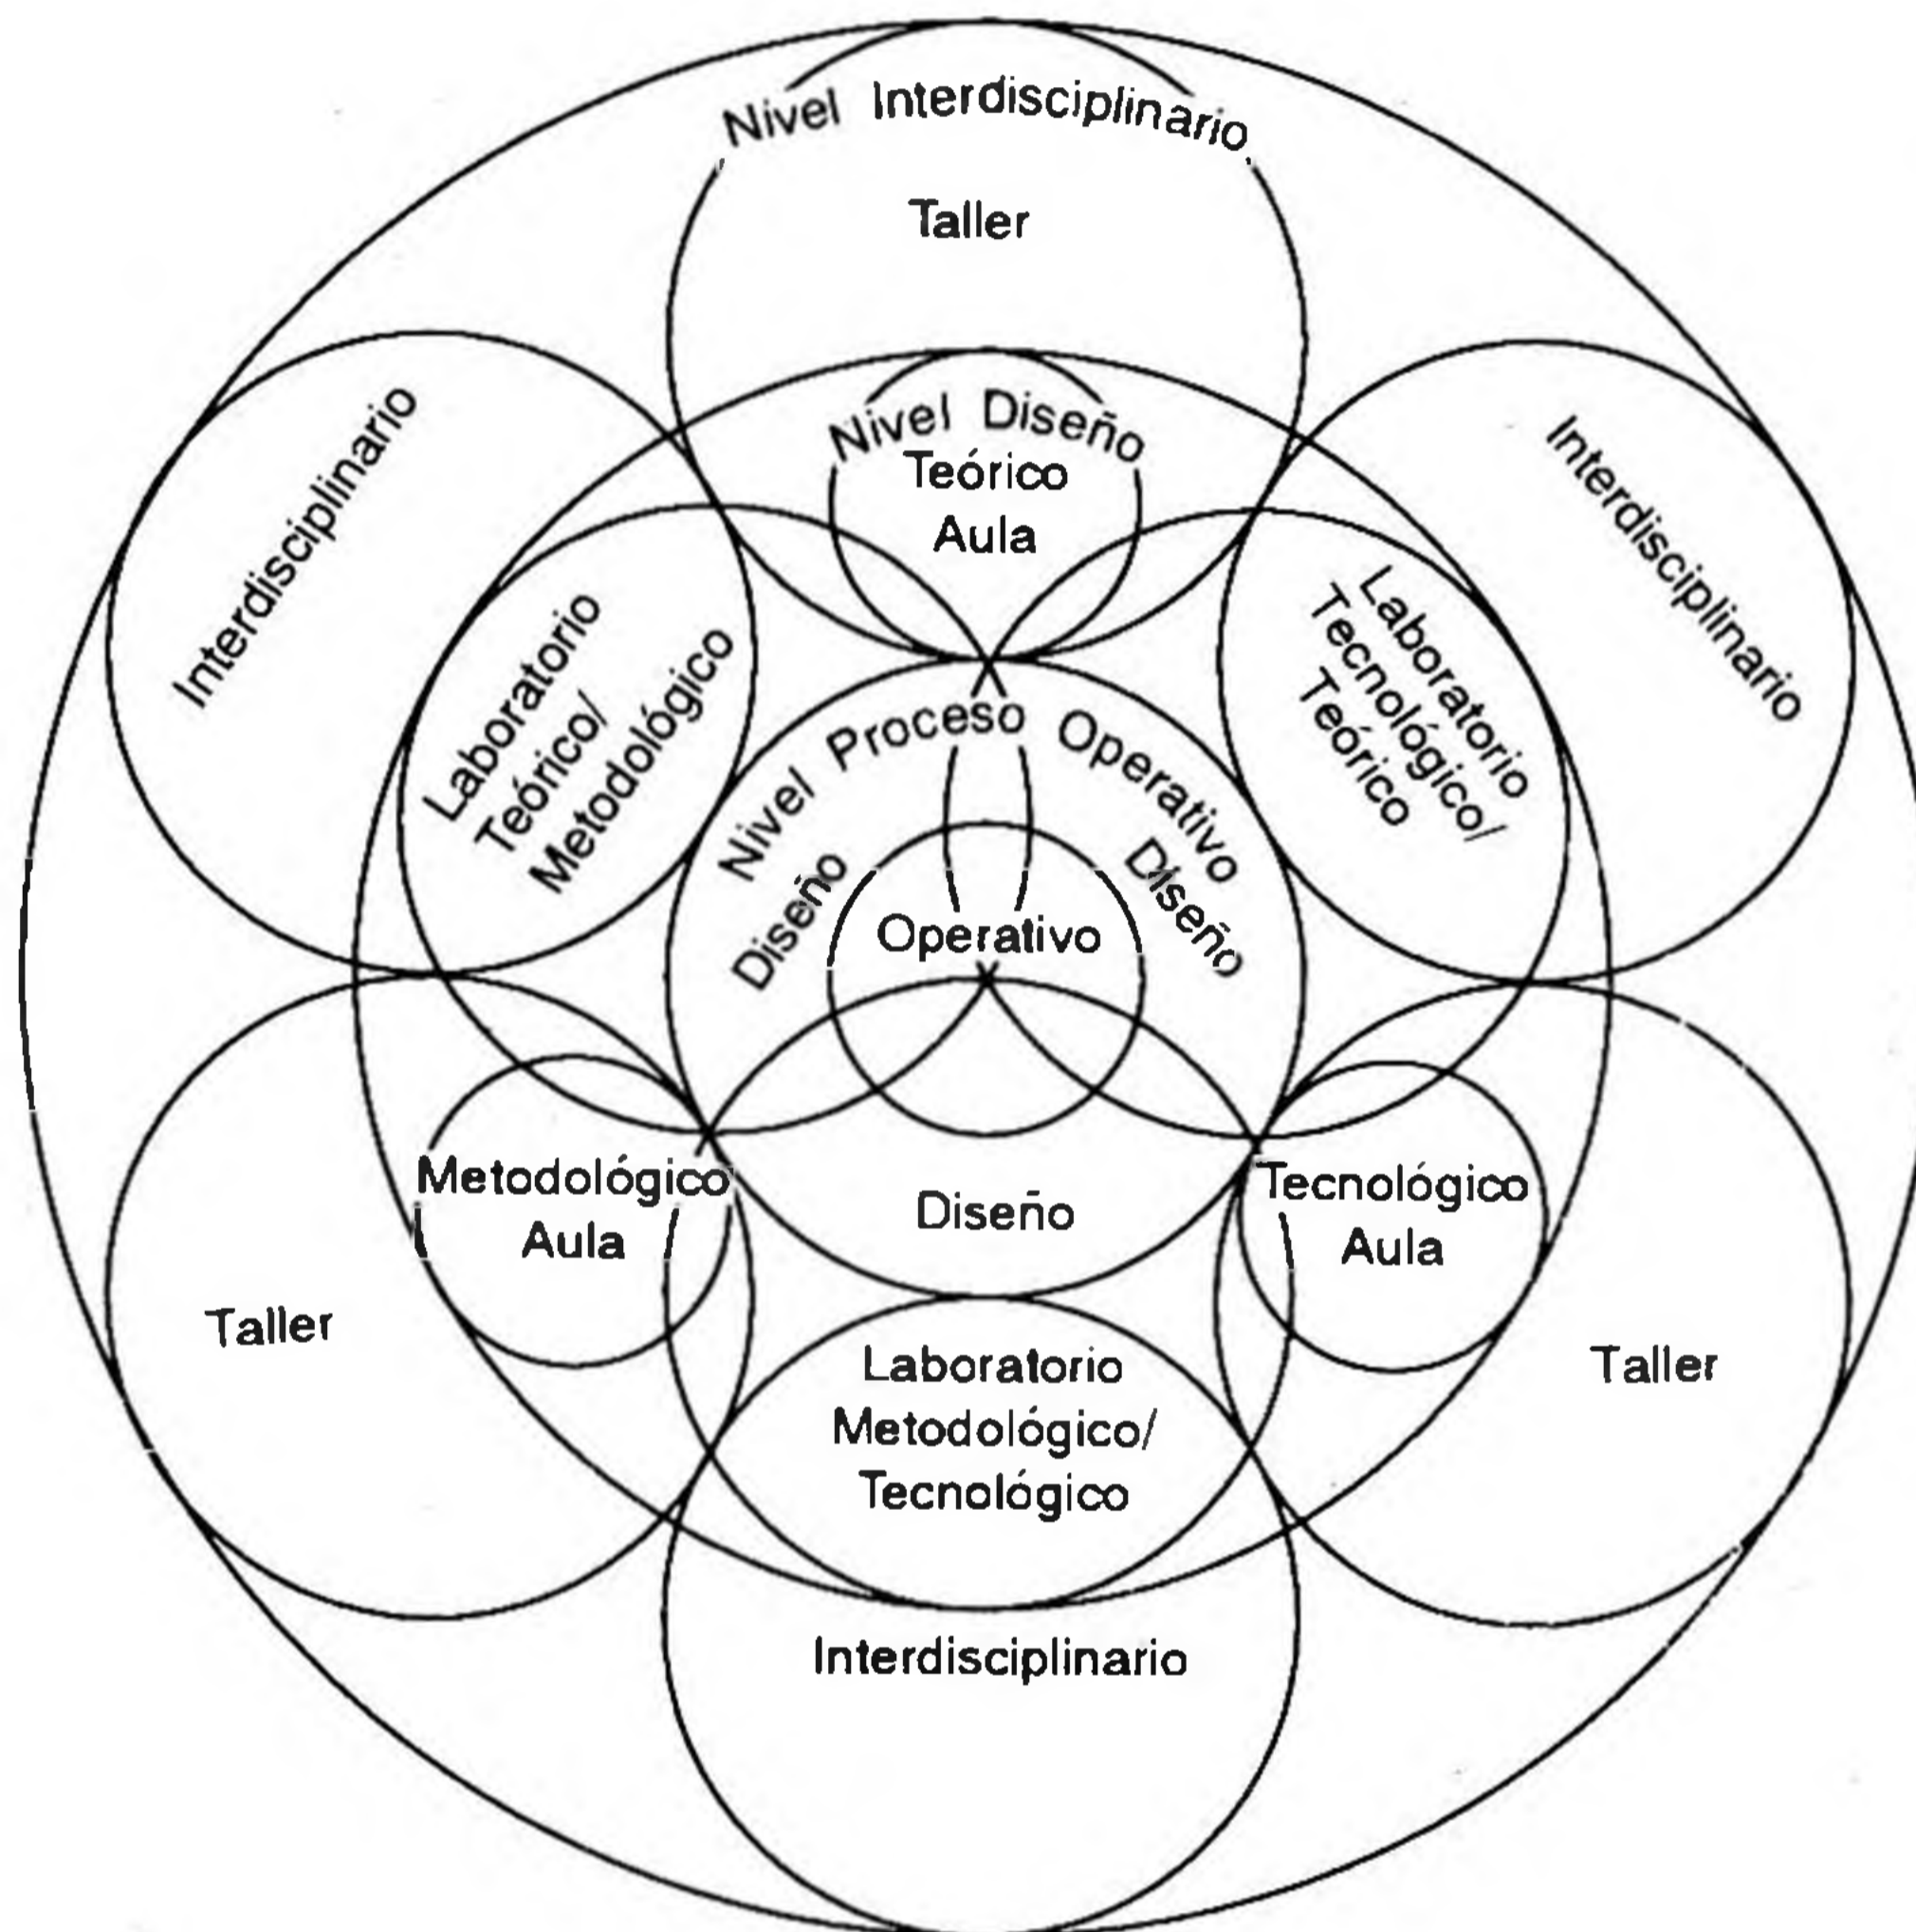 Nivel Interdisciplinario
Taller
Interdisciplinario
Interdisciplinario
Nivel Diseño
Teórico
Aula
Laboratorio
Teórico/
Metodológico
Laboratorio
Tecnológico/
Teórico
Nivel Proceso Operativo
Diseño
Diseño
Operativo
Metodológico
Aula
Diseño
Tecnológico
Aula
Taller
Taller
Laboratorio
Metodológico/
Tecnológico
Interdisciplinario